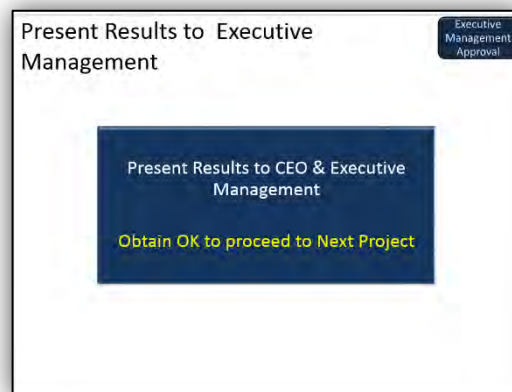 Present Results to Executive
Management
Executive
Management
Approval
Present Results to CEO & Executive
Management
Obtain OK to proceed to Next Project